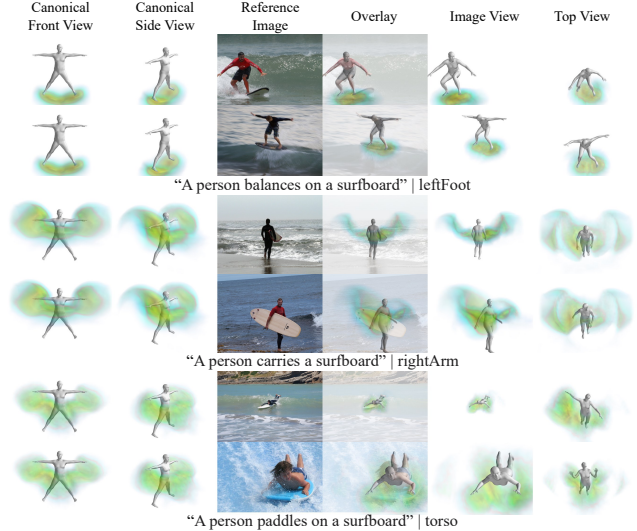 Canonical Front View
Canonical Side View
Reference Image
Overlay
Image View
Top View
“A person balances on a surfboard” | leftFoot
“A person carries a surfboard” | rightArm
“A person paddles on a surfboard” | torso